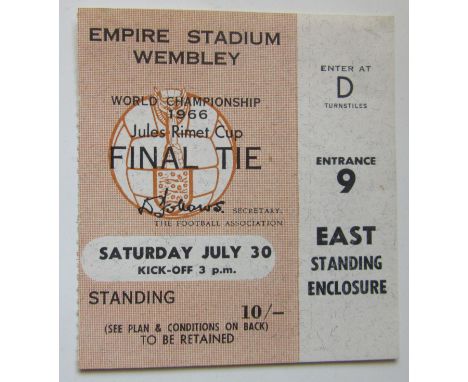 EMPIRE STADIUM
WEMBLEY
WORLD CHAMPIONSHIP
1966
Jules Rimet Cup
FINAL TIE
SECRETARY.
THE FOOTBALL ASSOCIATION
SATURDAY JULY 30
KICK-OFF 3 p.m.
STANDING
10/-
(SEE PLAN & CONDITIONS ON BACK)
TO BE RETAINED
ENTER AT
D
TURNSTILES
ENTRANCE
9
EAST
STANDING
ENCLOSURE